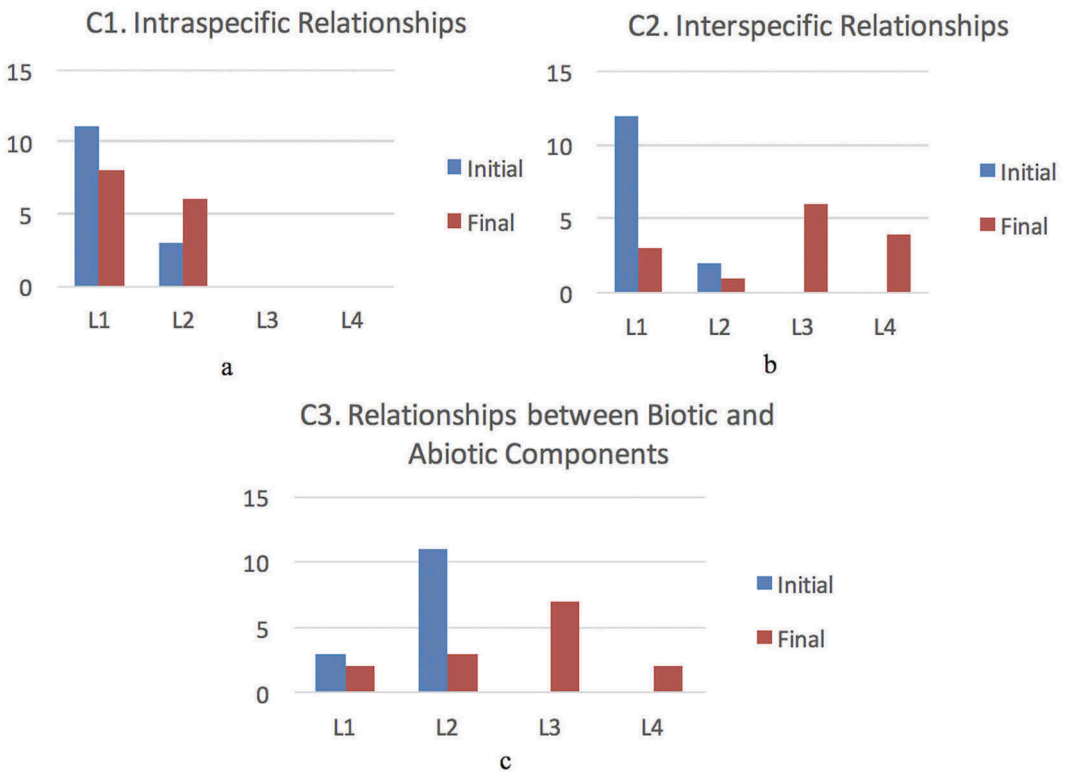 C1. Intraspecific Relationships
15
10
5
0
L1 L2 L3 L4
Initial
Final
a
C2. Interspecific Relationships
15
10
5
0
L1 L2 L3 L4
Initial
Final
b
C3. Relationships between Biotic and
Abiotic Components
15
10
5
0
L1 L2 L3 L4
Initial
Final
c